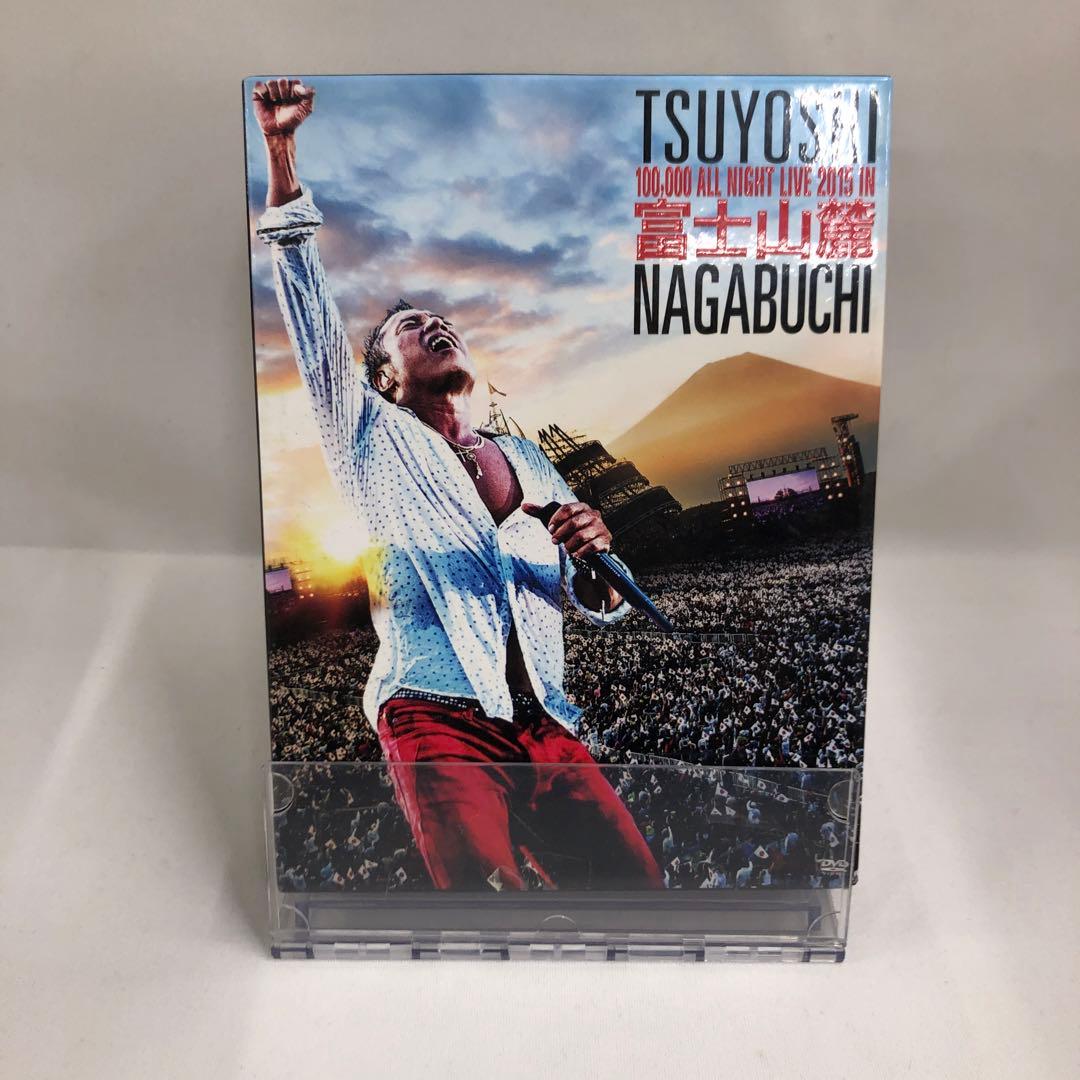 TSUYOSHI
100,000 ALL NIGHT LIVE 2015 IN
富士山麓
NAGABUCHI
DVD